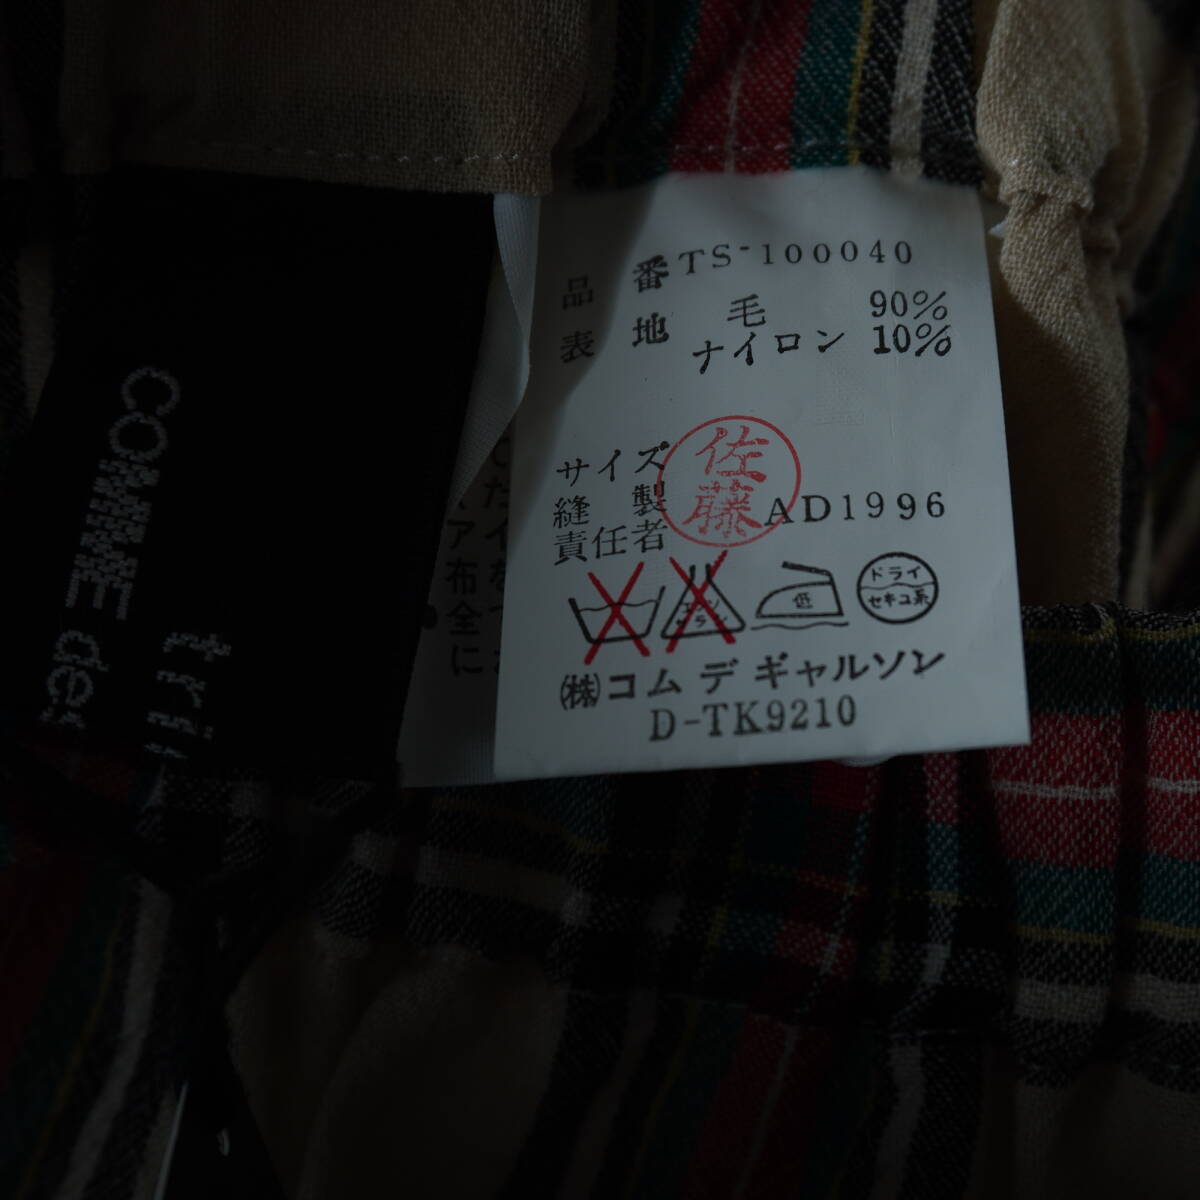 品番 TS-100040
表地 毛 90%
ナイロン 10%
サイズ
縫製
責任者
佐藤
AD1996
低
ドライ
セキユ系
(株)コム デ ギャルソン
D-TK9210
COMME de
tri